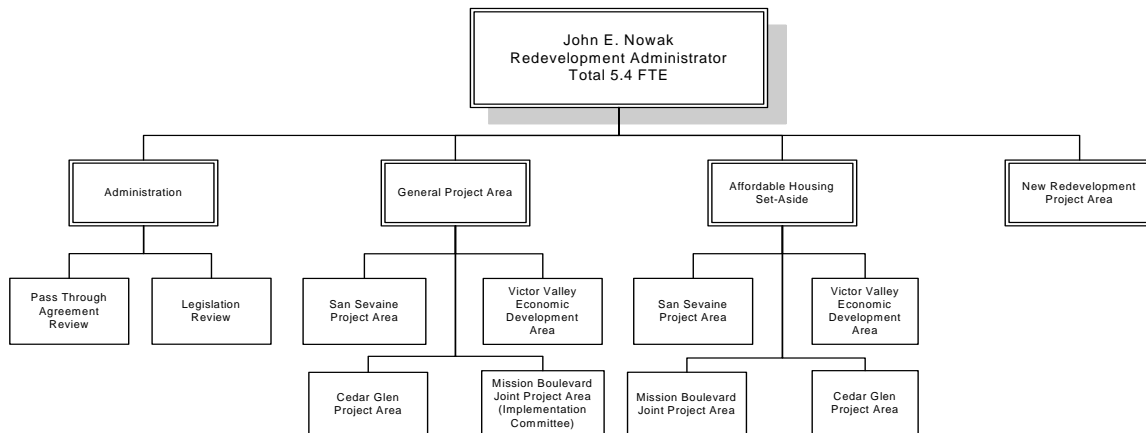 John E. Nowak
Redevelopment Administrator
Total 5.4 FTE
Administration
General Project Area
Affordable Housing
Set-Aside
New Redevelopment
Project Area
Pass Through
Agreement
Review
Legislation
Review
San Sevaine
Project Area
Victor Valley
Economic
Development
Area
San Sevaine
Project Area
Victor Valley
Economic
Development
Area
Cedar Glen
Project Area
Mission Boulevard
Joint Project Area
(Implementation
Committee)
Mission Boulevard
Joint Project Area
Cedar Glen
Project Area